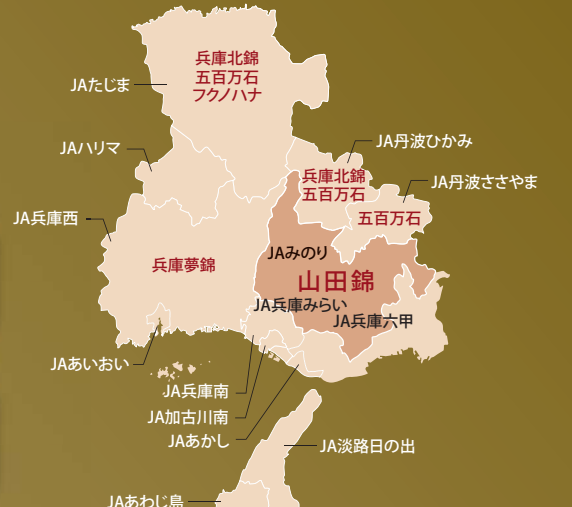 兵庫北錦
五百万石
フクノハナ
JAたじま
JAハリマ
JA丹波ひかみ
兵庫北錦
五百万石
JA丹波ささやま
五百万石
JA兵庫西
兵庫夢錦
JAみのり
山田錦
JA兵庫みらい
JA兵庫六甲
JAあいおい
JA兵庫南
JA加古川南
JAあかし
JA淡路日の出
JAあわじ島